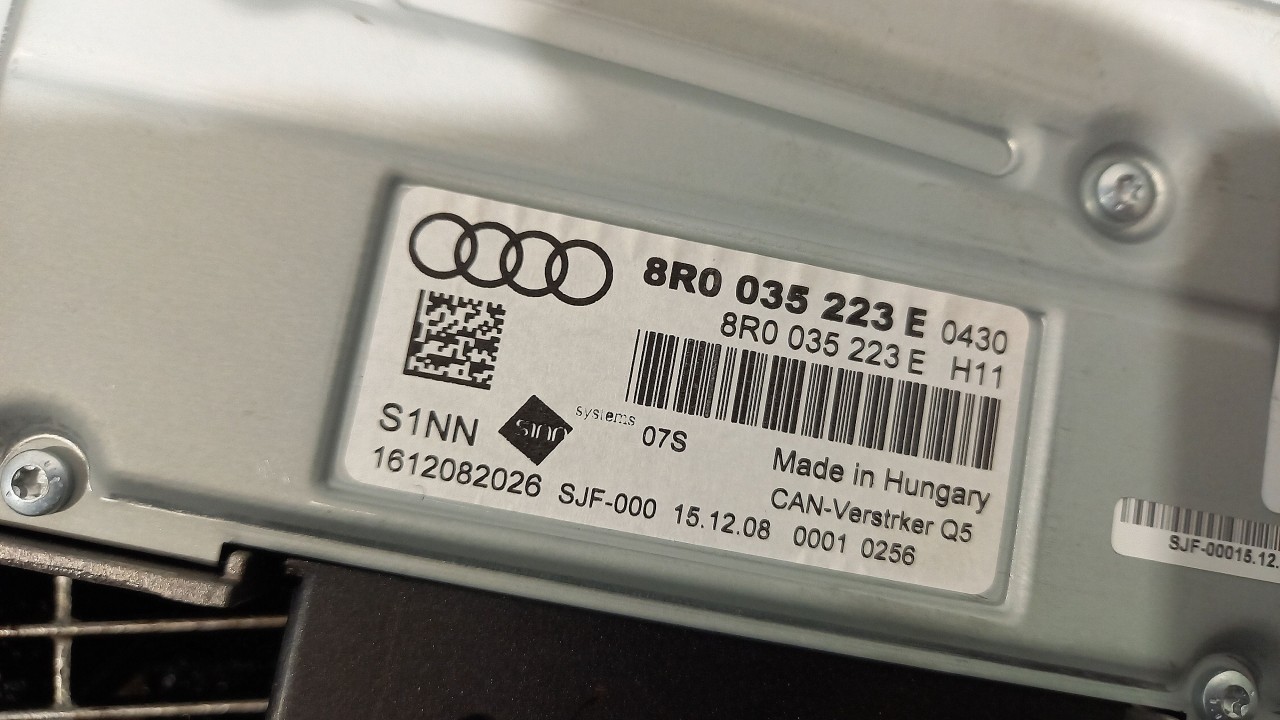 8R0 035 223 E 0430
8R0 035 223 E H11
S1NN sinn systems 07S
Made in Hungary
CAN-Verstrker Q5
1612082026 SJF-000 15.12.08 0001 0256
SJF-00015.12.